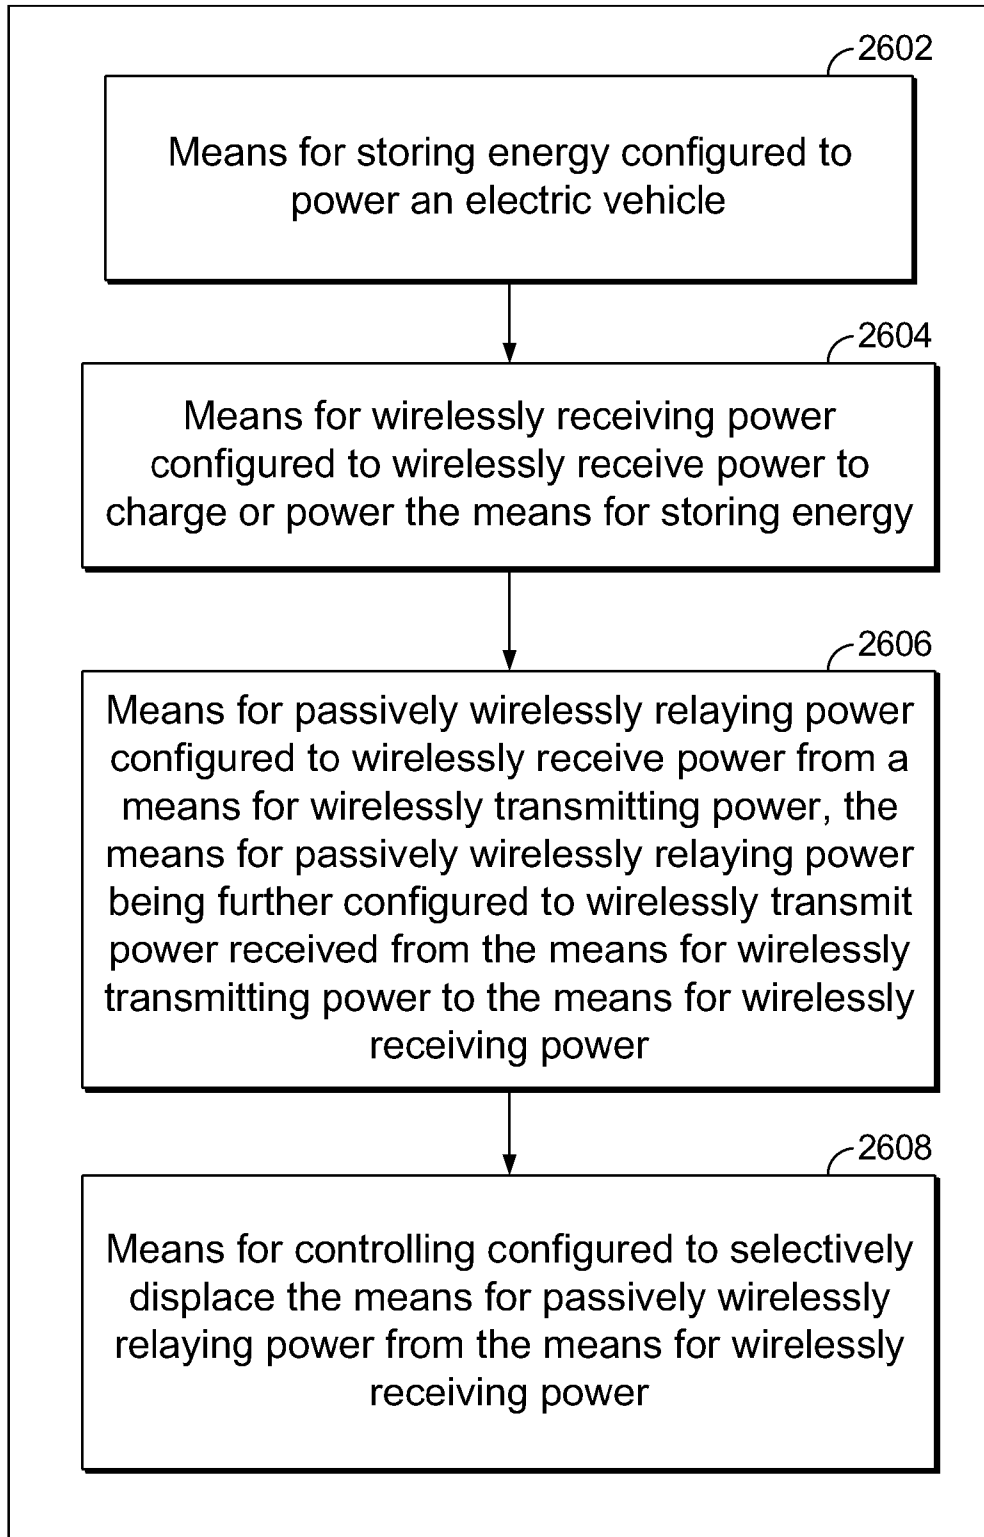 2602
Means for storing energy configured to
power an electric vehicle
2604
Means for wirelessly receiving power
configured to wirelessly receive power to
charge or power the means for storing energy
2606
Means for passively wirelessly relaying power
configured to wirelessly receive power from a
means for wirelessly transmitting power, the
means for passively wirelessly relaying power
being further configured to wirelessly transmit
power received from the means for wirelessly
transmitting power to the means for wirelessly
receiving power
2608
Means for controlling configured to selectively
displace the means for passively wirelessly
relaying power from the means for wirelessly
receiving power